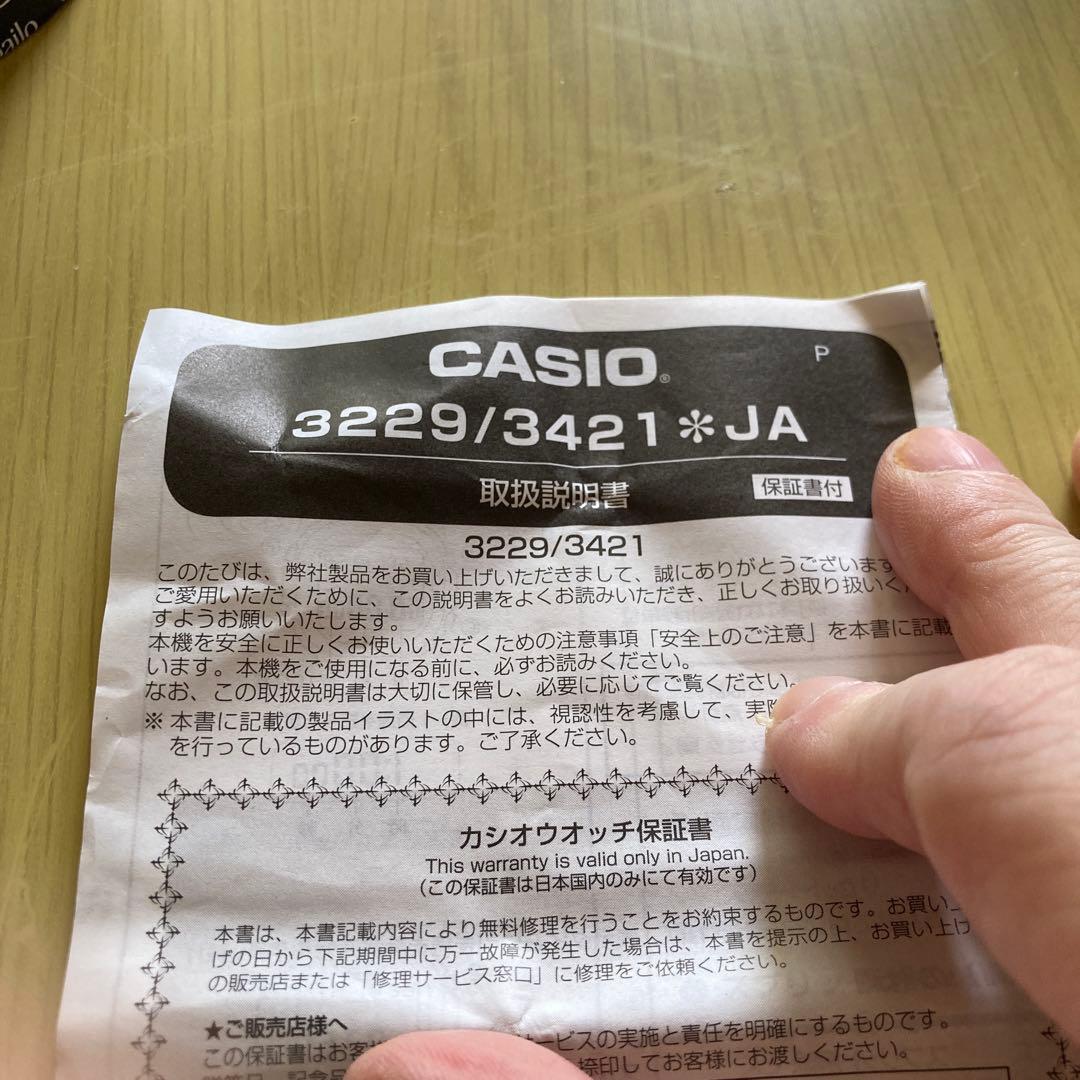 CASIO®
P
3229/3421＊JA
取扱説明書
保証書付
3229/3421
このたびは、弊社製品をお買い上げいただきまして、誠にありがとうございます
ご愛用いただくために、この説明書をよくお読みいただき、正しくお取り扱いく
すようお願いいたします。
本機を安全に正しくお使いいただくための注意事項「安全上のご注意」を本書に記載
います。本機をご使用になる前に、必ずお読みください。
なお、この取扱説明書は大切に保管し、必要に応じてご覧ください。
※ 本書に記載の製品イラストの中には、視認性を考慮して、実際
を行っているものがあります。ご了承ください。
カシオウオッチ保証書
This warranty is valid only in Japan.
(この保証書は日本国内のみにて有効です)
本書は、本書記載内容により無料修理を行うことをお約束するものです。お買い上
げの日から下記期間中に万一故障が発生した場合は、本書を提示の上、お買い上げ
の販売店または「修理サービス窓口」に修理をご依頼ください。
★ご販売店様へ
この保証書はお客 ービスの実施と責任を明確にするものです。
捺印してお客様にお渡しください。